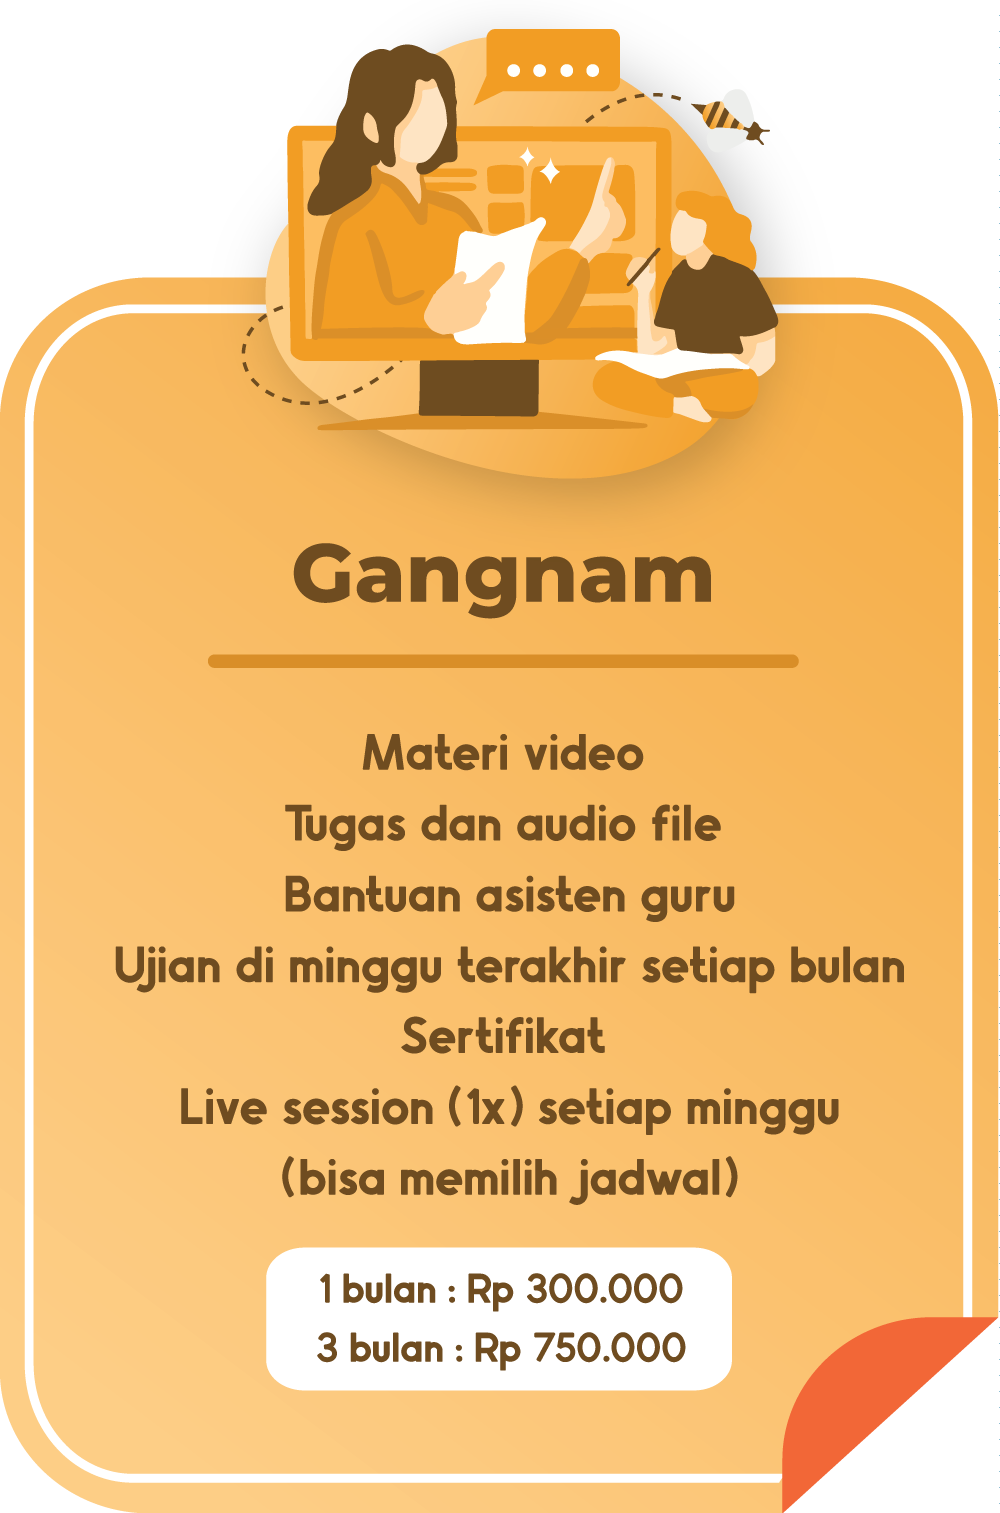 Gangnam
Materi video
Tugas dan audio file
Bantuan asisten guru
Ujian di minggu terakhir setiap bulan
Sertifikat
Live session (1x) setiap minggu
(bisa memilih jadwal)
1 bulan : Rp 300.000
3 bulan : Rp 750.000